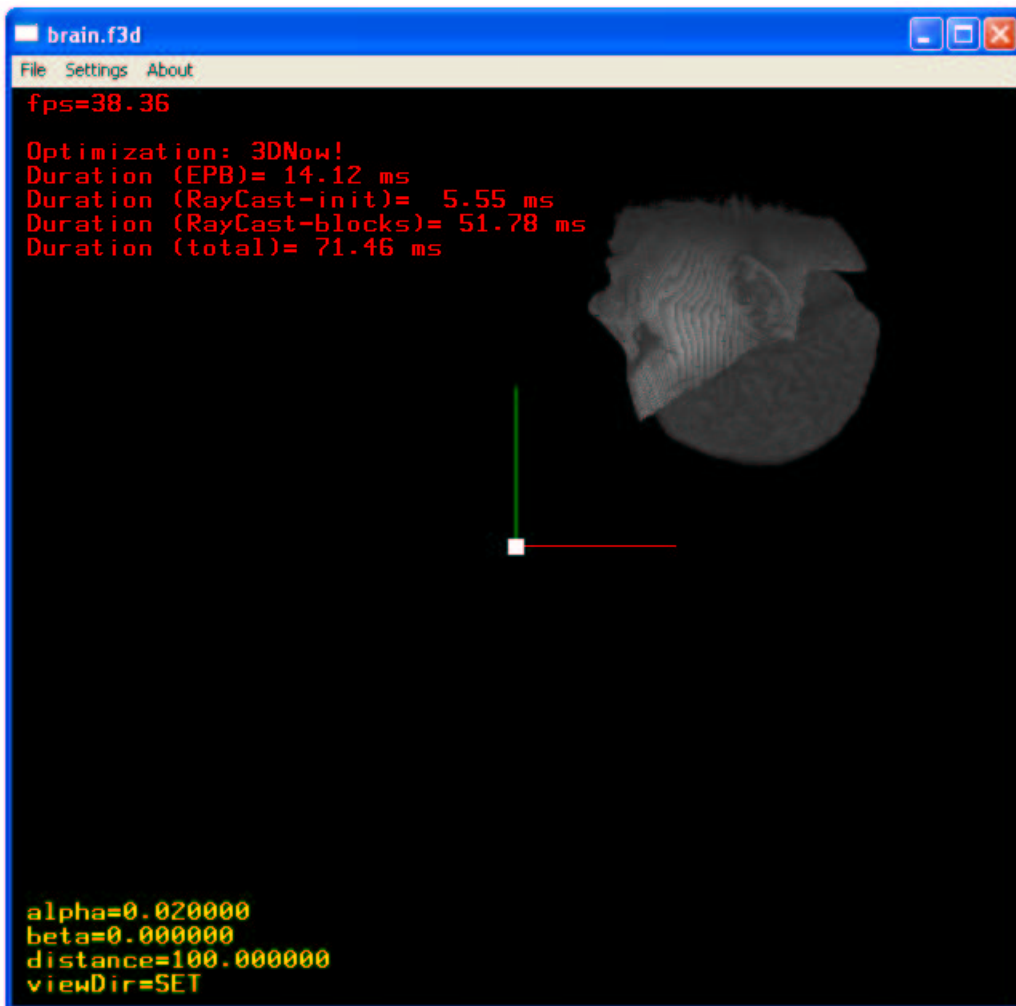 brain.f3d
File Settings About
fps=38.36
Optimization: 3DNow!
Duration (EPB)= 14.12 ms
Duration (RayCast-init)=  5.55 ms
Duration (RayCast-blocks)= 51.78 ms
Duration (total)= 71.46 ms
alpha=0.020000
beta=0.000000
distance=100.000000
viewDir=SET